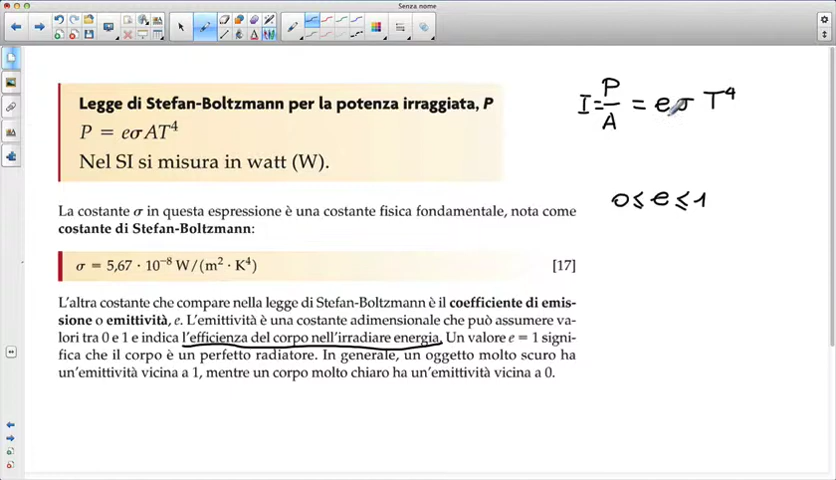 Senza nome
Legge di Stefan-Boltzmann per la potenza irraggiata, P
P = eσAT⁴
Nel SI si misura in watt (W).
I = P/A = eσT⁴
0 ≤ e ≤ 1
La costante σ in questa espressione è una costante fisica fondamentale, nota come
costante di Stefan-Boltzmann:
σ = 5,67 · 10⁻⁸ W/(m² · K⁴) [17]
L'altra costante che compare nella legge di Stefan-Boltzmann è il coefficiente di emis-
sione o emittività, e. L'emittività è una costante adimensionale che può assumere va-
lori tra 0 e 1 e indica l'efficienza del corpo nell'irradiare energia. Un valore e = 1 signi-
fica che il corpo è un perfetto radiatore. In generale, un oggetto molto scuro ha
un'emittività vicina a 1, mentre un corpo molto chiaro ha un'emittività vicina a 0.